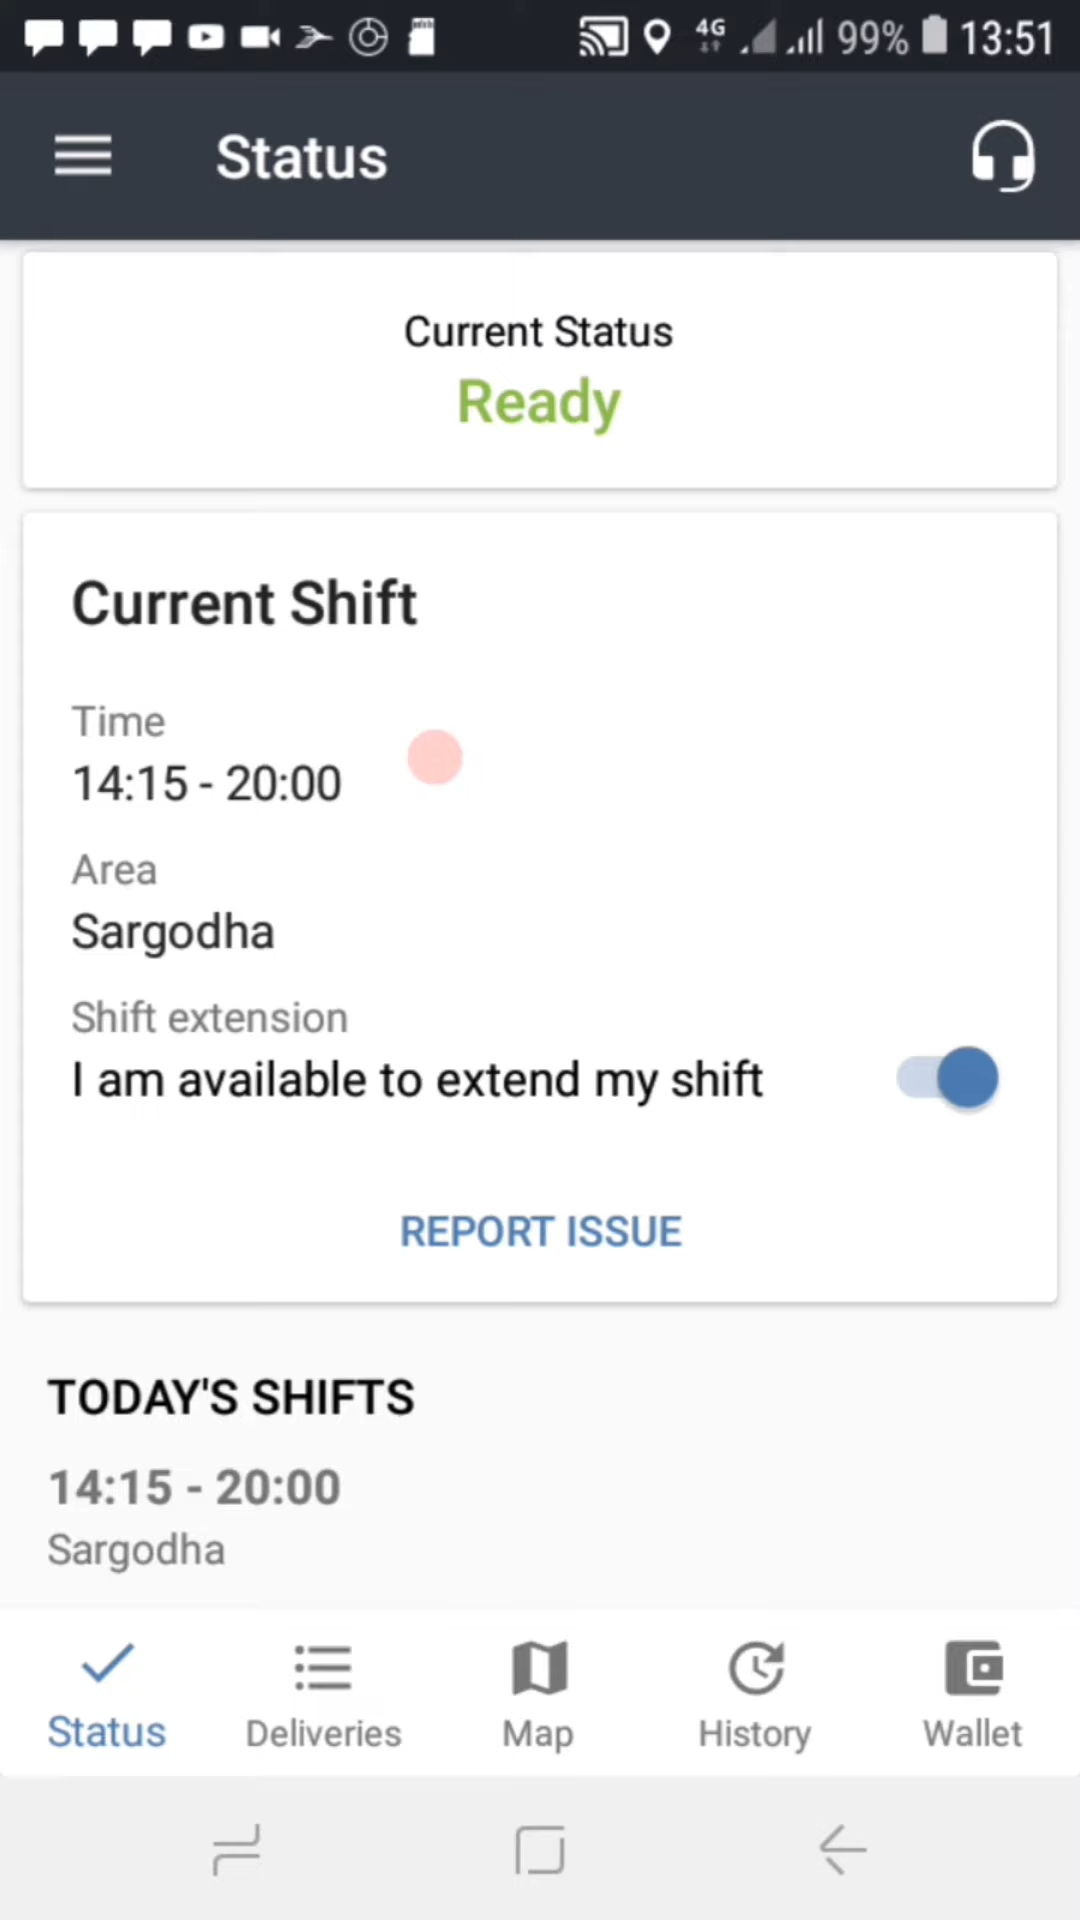 4G 99% 13:51
Status
Current Status
Ready
Current Shift
Time
14:15 - 20:00
Area
Sargodha
Shift extension
I am available to extend my shift
REPORT ISSUE
TODAY'S SHIFTS
14:15 - 20:00
Sargodha
Status Deliveries Map History Wallet